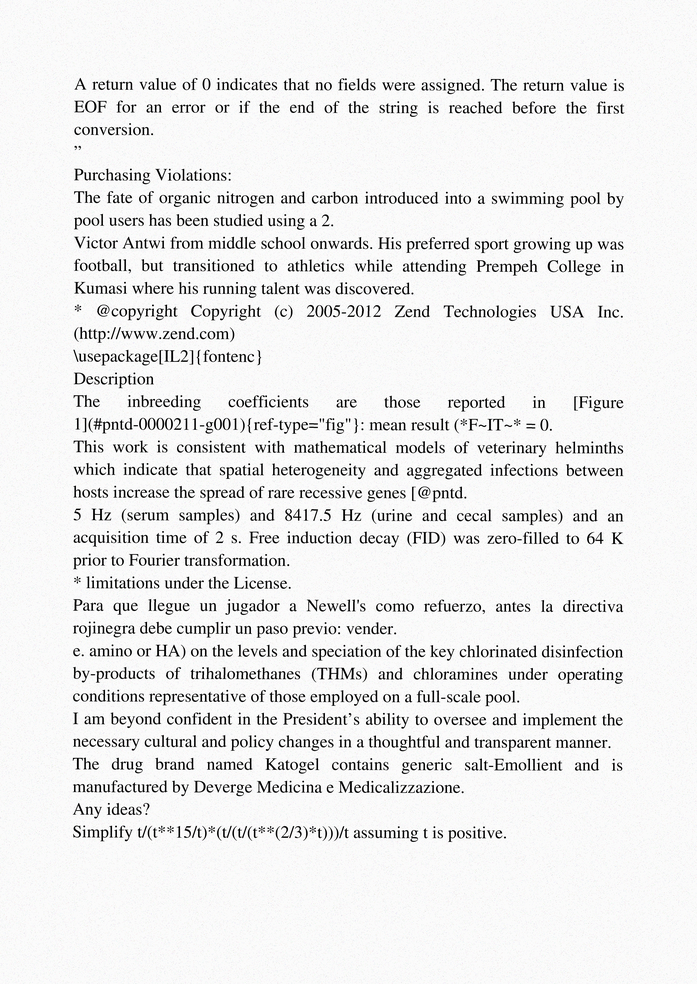 A return value of 0 indicates that no fields were assigned. The return value is
EOF for an error or if the end of the string is reached before the first
conversion.
”
Purchasing Violations:
The fate of organic nitrogen and carbon introduced into a swimming pool by
pool users has been studied using a 2.
Victor Antwi from middle school onwards. His preferred sport growing up was
football, but transitioned to athletics while attending Prempeh College in
Kumasi where his running talent was discovered.
* @copyright Copyright (c) 2005-2012 Zend Technologies USA Inc.
(http://www.zend.com)
\usepackage[IL2]{fontenc}
Description
The inbreeding coefficients are those reported in [Figure
1](#pntd-0000211-g001){ref-type="fig"}: mean result (*F~IT~* = 0.
This work is consistent with mathematical models of veterinary helminths
which indicate that spatial heterogeneity and aggregated infections between
hosts increase the spread of rare recessive genes [@pntd.
5 Hz (serum samples) and 8417.5 Hz (urine and cecal samples) and an
acquisition time of 2 s. Free induction decay (FID) was zero-filled to 64 K
prior to Fourier transformation.
* limitations under the License.
Para que llegue un jugador a Newell's como refuerzo, antes la directiva
rojinegra debe cumplir un paso previo: vender.
e. amino or HA) on the levels and speciation of the key chlorinated disinfection
by-products of trihalomethanes (THMs) and chloramines under operating
conditions representative of those employed on a full-scale pool.
I am beyond confident in the President’s ability to oversee and implement the
necessary cultural and policy changes in a thoughtful and transparent manner.
The drug brand named Katogel contains generic salt-Emollient and is
manufactured by Deverge Medicina e Medicalizzazione.
Any ideas?
Simplify t/(t**15/t)*(t/(t/(t**(2/3)*t)))/t assuming t is positive.